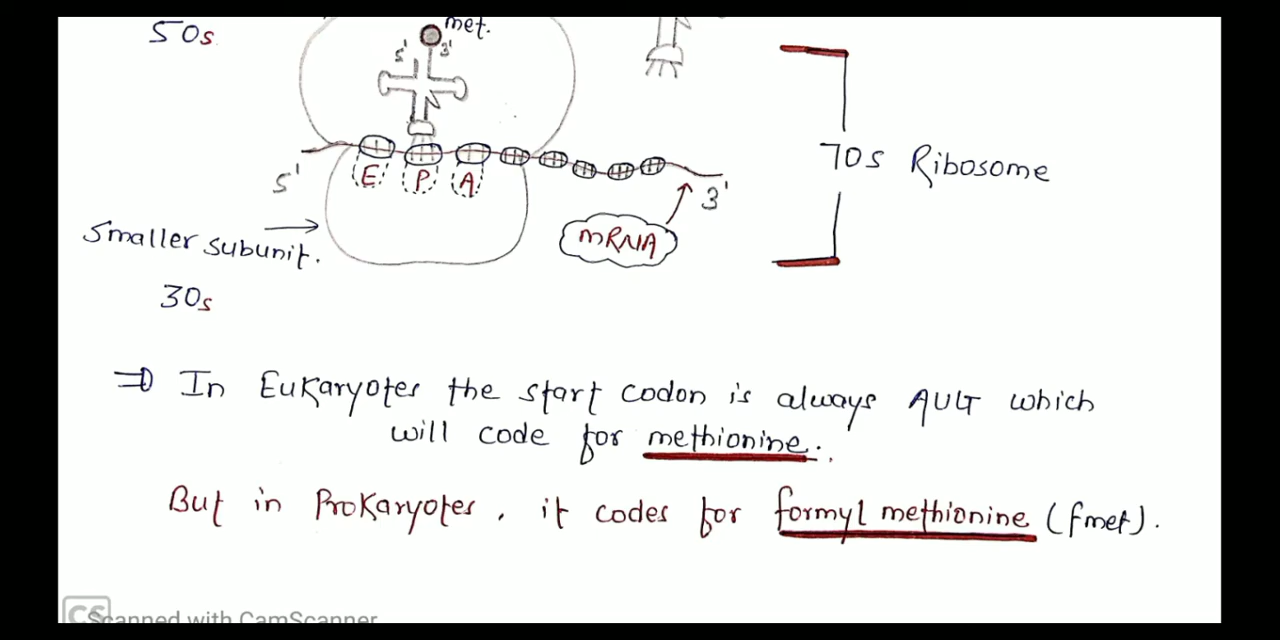 50s
met.
5' 3'
E P A
5'
3'
mRNA
70s Ribosome
Smaller subunit.
30s
⇒ In Eukaryotes the start codon is always AUG which
will code for methionine.
But in Prokaryotes, it codes for formyl methionine (fmet).
CS
Scanned with CamScanner